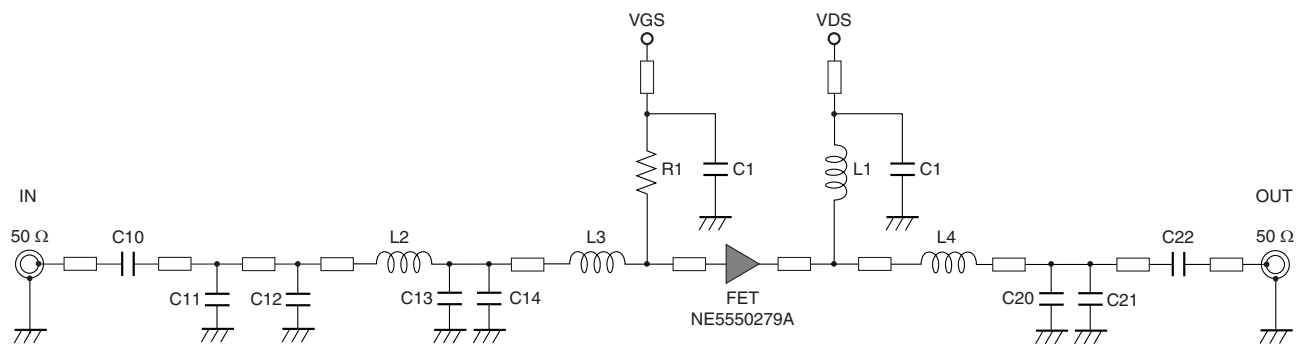 VGS
VDS
R1
C1
L1
C1
IN
OUT
50 Ω
C10
L2
L3
L4
C22
50 Ω
C11
C12
C13
C14
FET
NE5550279A
C20
C21